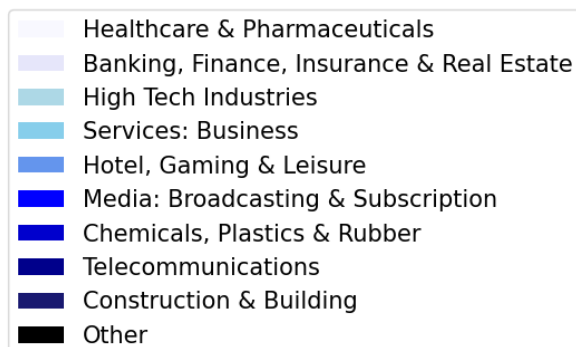 Healthcare & Pharmaceuticals
Banking, Finance, Insurance & Real Estate
High Tech Industries
Services: Business
Hotel, Gaming & Leisure
Media: Broadcasting & Subscription
Chemicals, Plastics & Rubber
Telecommunications
Construction & Building
Other